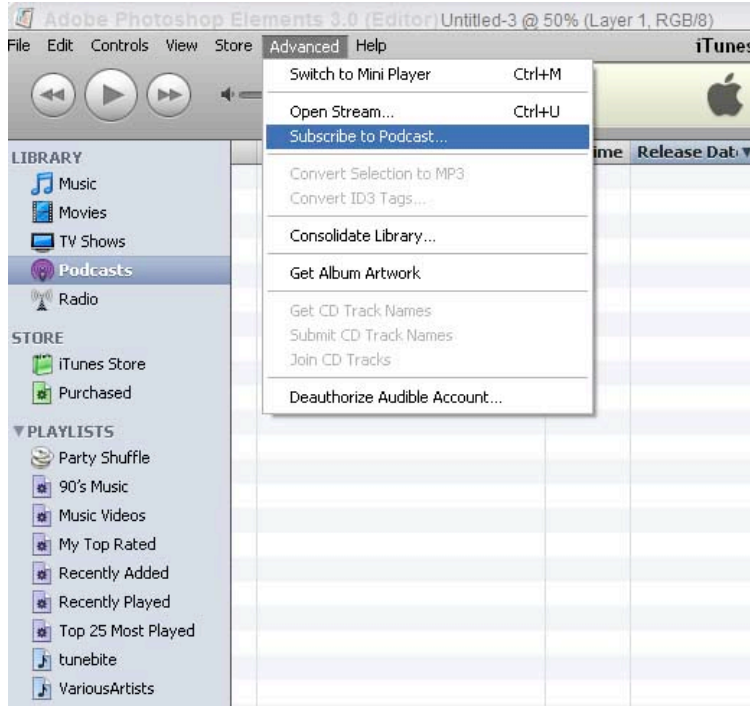 Adobe Photoshop Elements 3.0 (Editor) Untitled-3 @ 50% (Layer 1, RGB/8)
File Edit Controls View Store Advanced Help iTunes
Switch to Mini Player Ctrl+M
Open Stream... Ctrl+U
Subscribe to Podcast...
ime Release Dat
Convert Selection to MP3
Convert ID3 Tags...
Consolidate Library...
Get Album Artwork
Get CD Track Names
Submit CD Track Names
Join CD Tracks
Deauthorize Audible Account...
LIBRARY
Music
Movies
TV Shows
Podcasts
Radio
STORE
iTunes Store
Purchased
PLAYLISTS
Party Shuffle
90's Music
Music Videos
My Top Rated
Recently Added
Recently Played
Top 25 Most Played
tunebite
VariousArtists